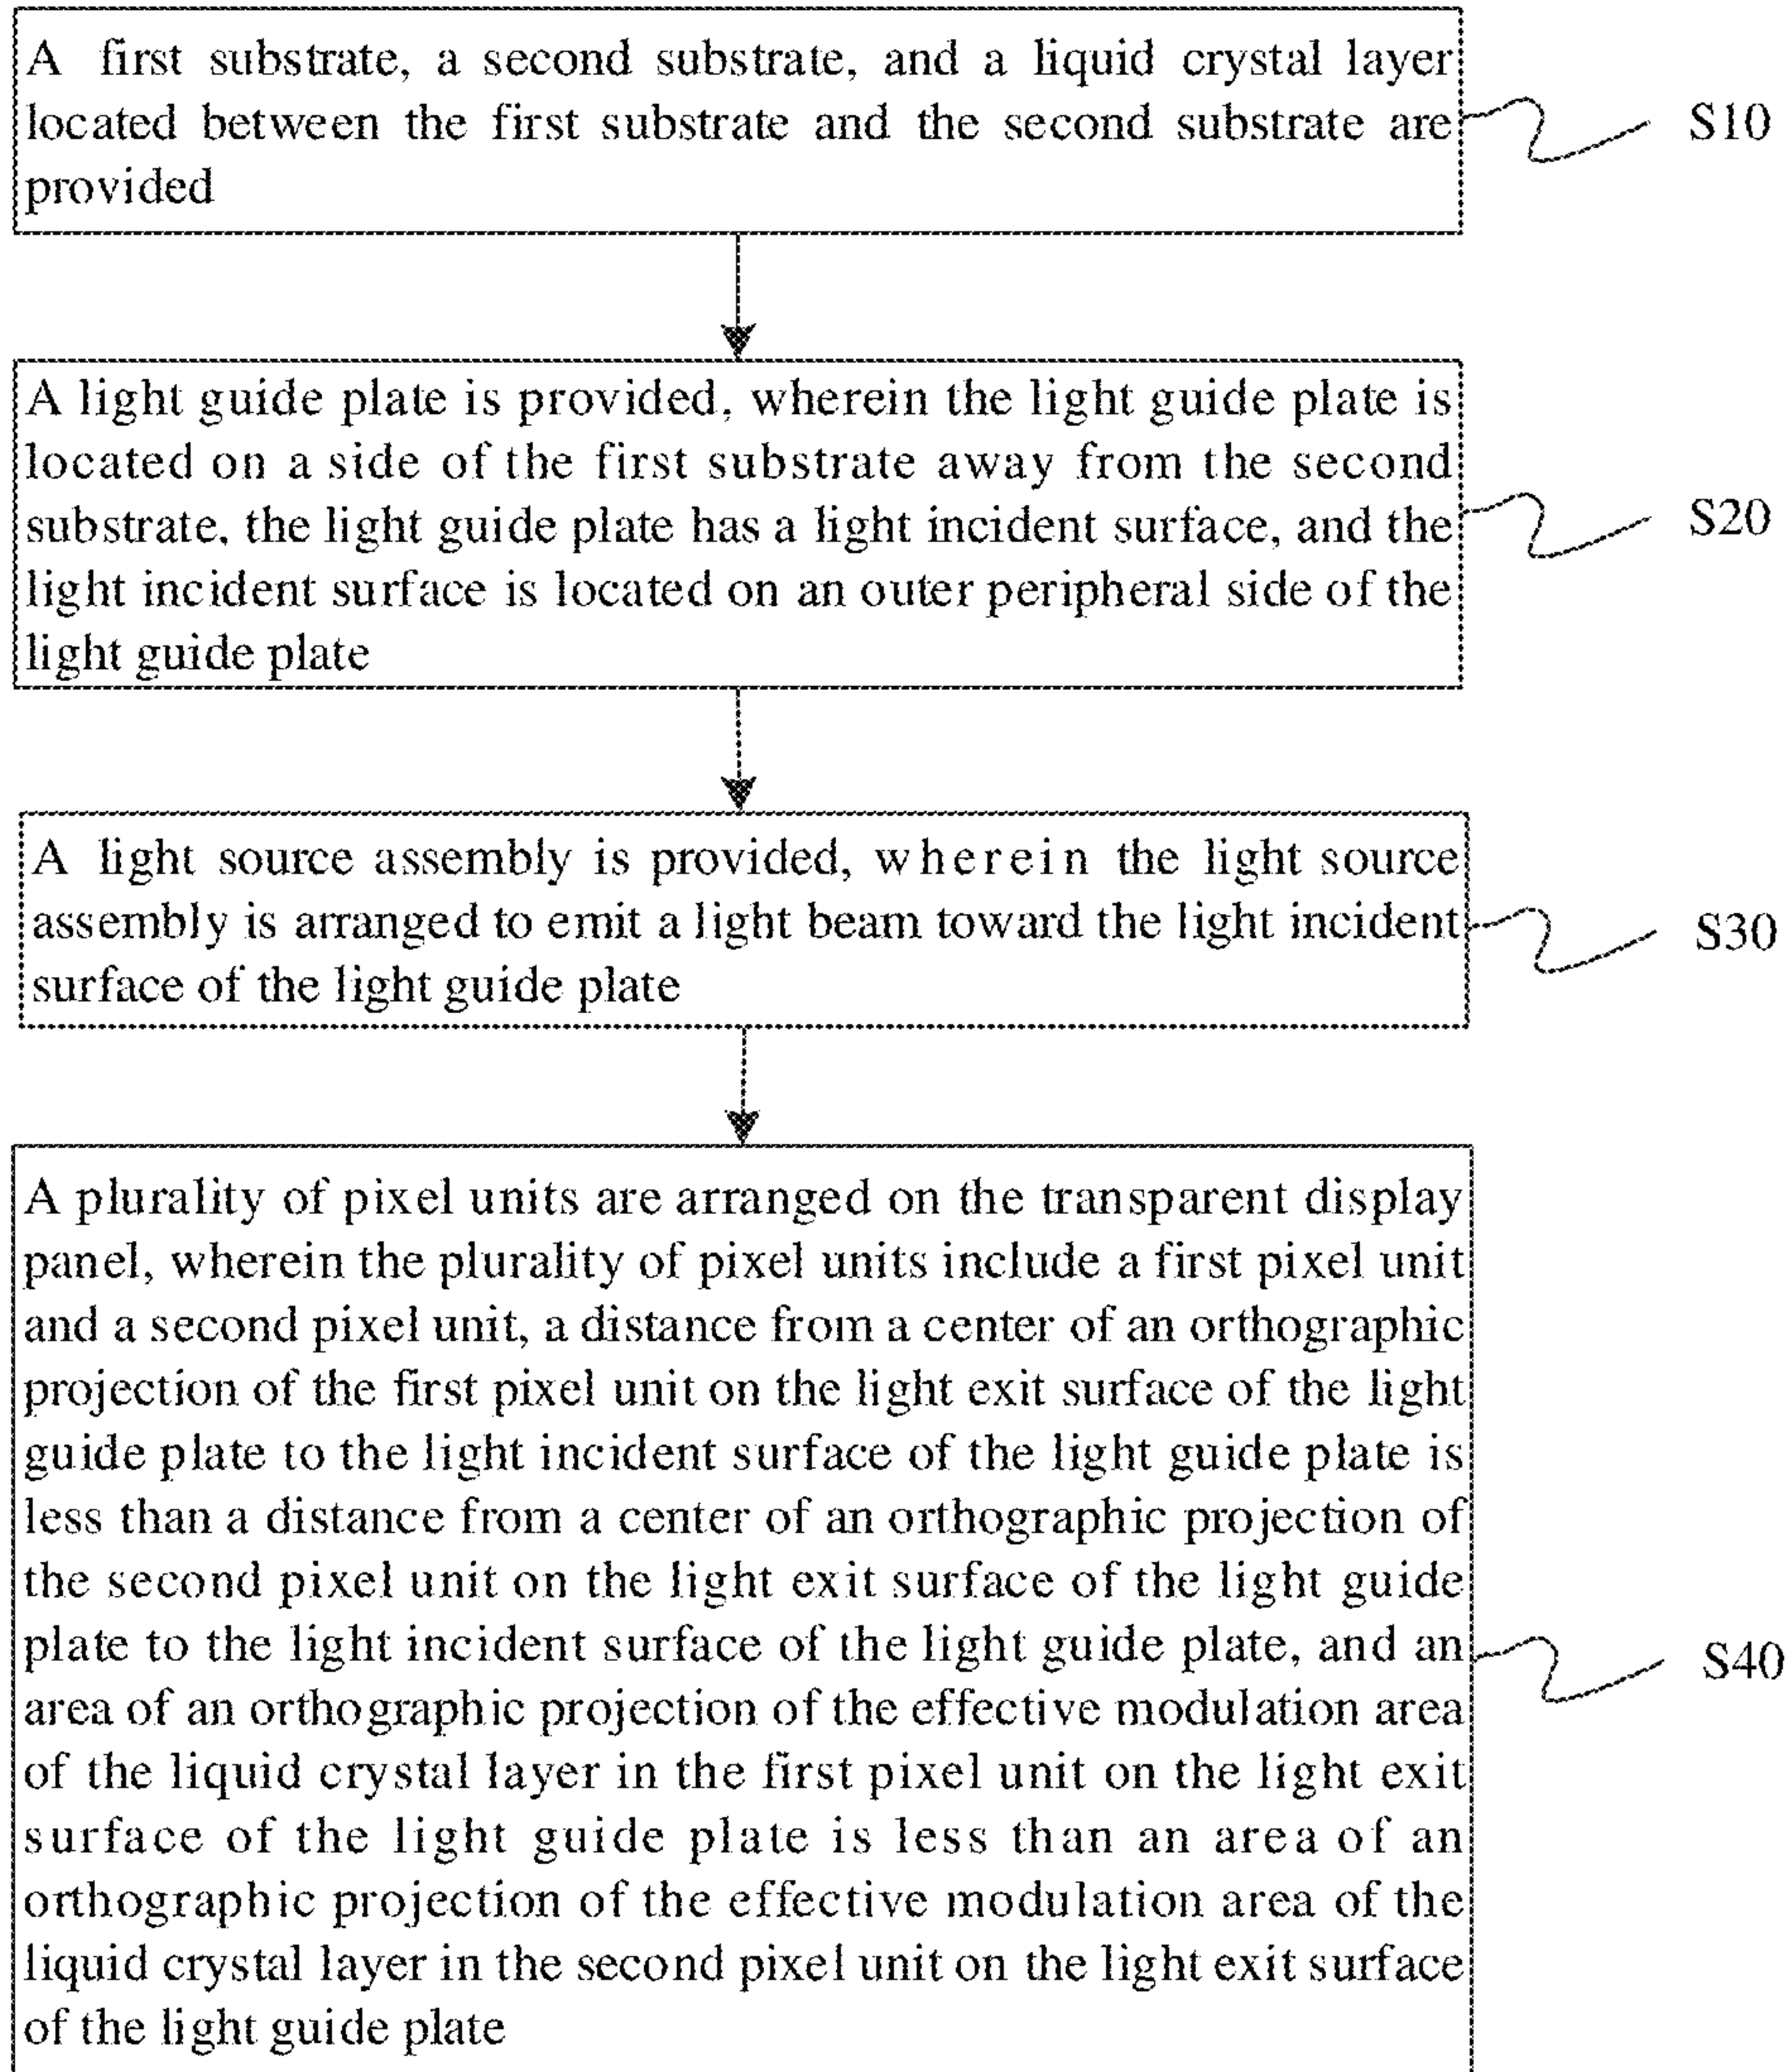 A first substrate, a second substrate, and a liquid crystal layer
located between the first substrate and the second substrate are
provided
S10
A light guide plate is provided, wherein the light guide plate is
located on a side of the first substrate away from the second
substrate, the light guide plate has a light incident surface, and the
light incident surface is located on an outer peripheral side of the
light guide plate
S20
A light source assembly is provided, wherein the light source
assembly is arranged to emit a light beam toward the light incident
surface of the light guide plate
S30
A plurality of pixel units are arranged on the transparent display
panel, wherein the plurality of pixel units include a first pixel unit
and a second pixel unit, a distance from a center of an orthographic
projection of the first pixel unit on the light exit surface of the light
guide plate to the light incident surface of the light guide plate is
less than a distance from a center of an orthographic projection of
the second pixel unit on the light exit surface of the light guide
plate to the light incident surface of the light guide plate, and an
area of an orthographic projection of the effective modulation area
of the liquid crystal layer in the first pixel unit on the light exit
surface of the light guide plate is less than an area of an
orthographic projection of the effective modulation area of the
liquid crystal layer in the second pixel unit on the light exit surface
of the light guide plate
S40